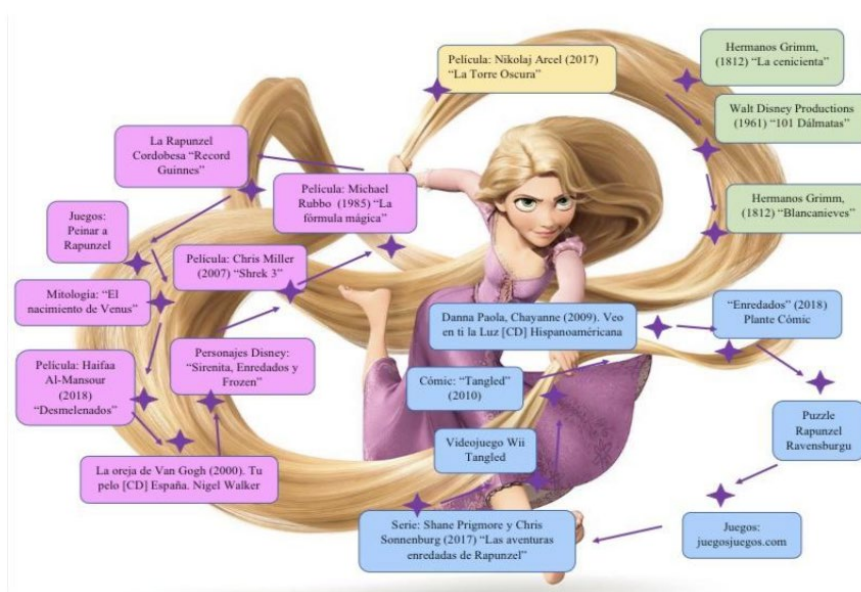 Película: Nikolaj Arcel (2017)
"La Torre Oscura"
Hermanos Grimm,
(1812) "La cenicienta"
Walt Disney Productions
(1961) "101 Dálmatas"
Hermanos Grimm,
(1812) "Blancanieves"
La Rapunzel
Cordobesa "Record
Guinnes"
Película: Michael
Rubbo (1985) "La
fórmula mágica"
Juegos:
Peinar a
Rapunzel
Película: Chris Miller
(2007) "Shrek 3"
Mitología: "El
nacimiento de Venus"
Personajes Disney:
"Sirenita, Enredados y
Frozen"
Película: Haifaa
Al-Mansour
(2018)
"Desmelenados"
La oreja de Van Gogh (2000). Tu
pelo [CD] España. Nigel Walker
Danna Paola, Chayanne (2009). Veo
en ti la Luz [CD] Hispanoaméricana
"Enredados" (2018)
Plante Cómic
Cómic: "Tangled"
(2010)
Puzzle
Rapunzel
Ravensburgu
Videojuego Wii
Tangled
Serie: Shane Prigmore y Chris
Sonnenburg (2017) "Las aventuras
enredadas de Rapunzel"
Juegos:
juegosjuegos.com